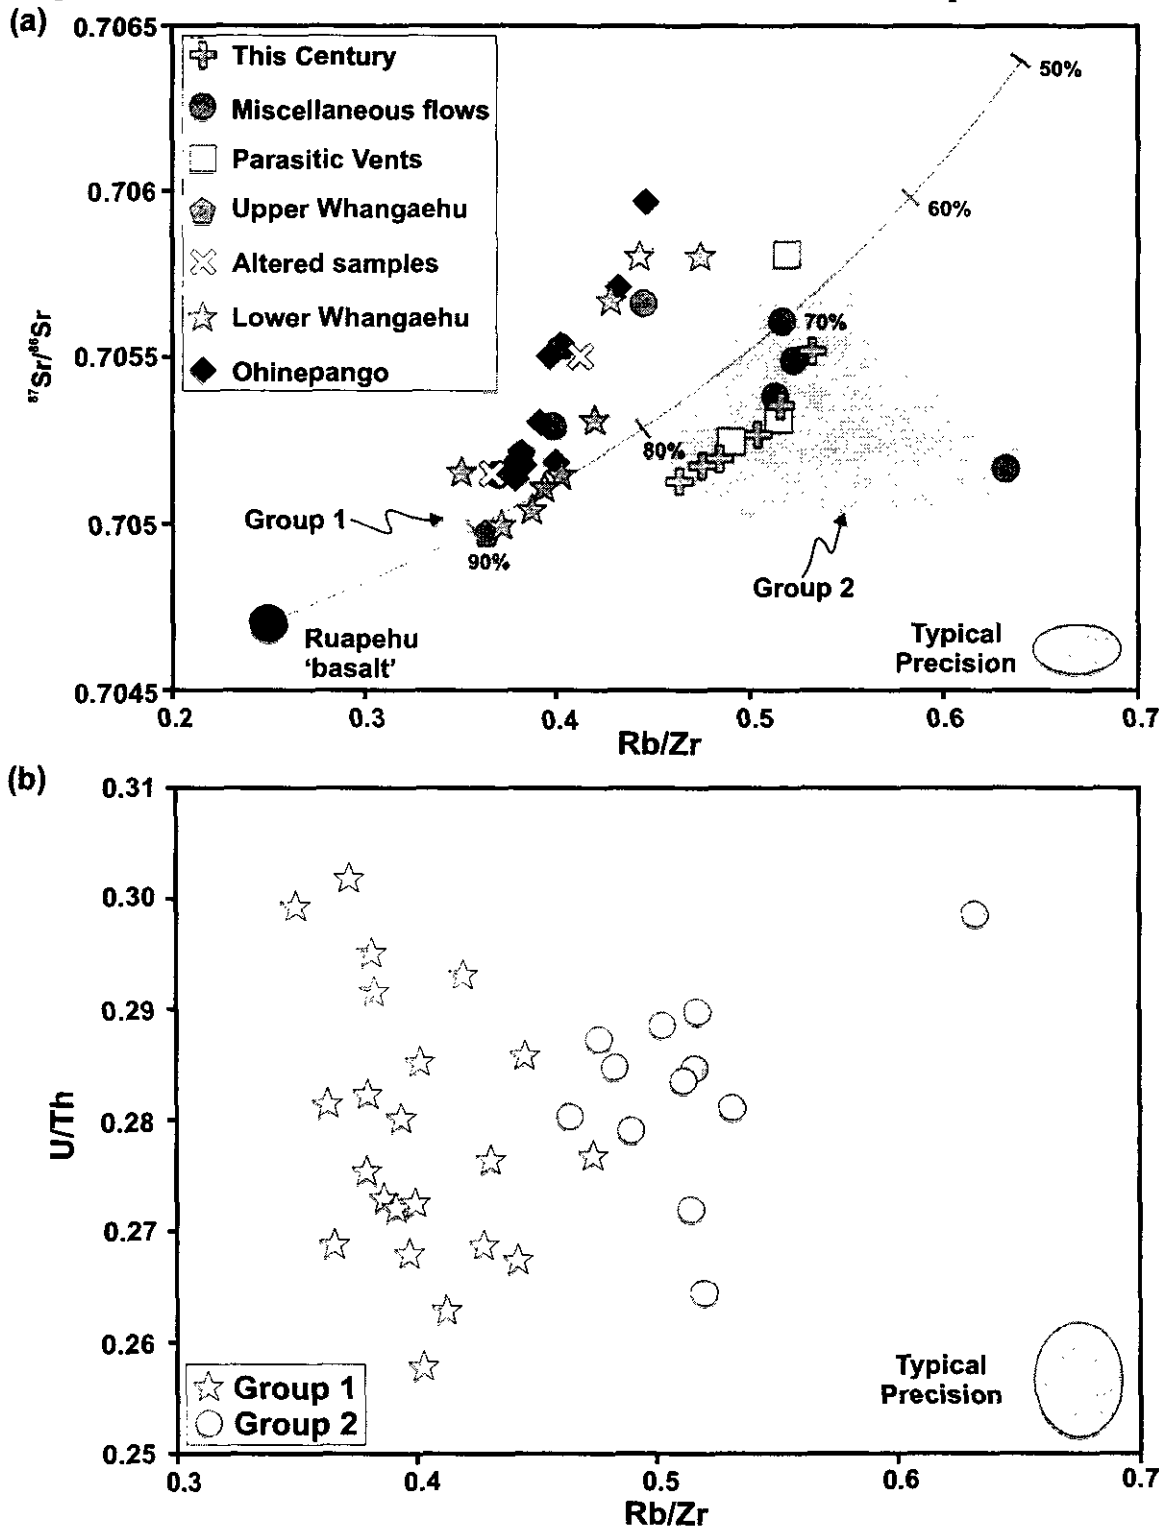 (a)
0.7065
0.706
0.7055
0.705
0.7045
⁸⁷Sr/⁸⁶Sr
This Century
Miscellaneous flows
Parasitic Vents
Upper Whangaehu
Altered samples
Lower Whangaehu
Ohinepango
50%
60%
70%
80%
90%
Group 1
Group 2
Ruapehu
'basalt'
Typical
Precision
0.2 0.3 0.4 0.5 0.6 0.7
Rb/Zr
(b)
0.31
0.30
0.29
0.28
0.27
0.26
0.25
U/Th
Group 1
Group 2
Typical
Precision
0.3 0.4 0.5 0.6 0.7
Rb/Zr